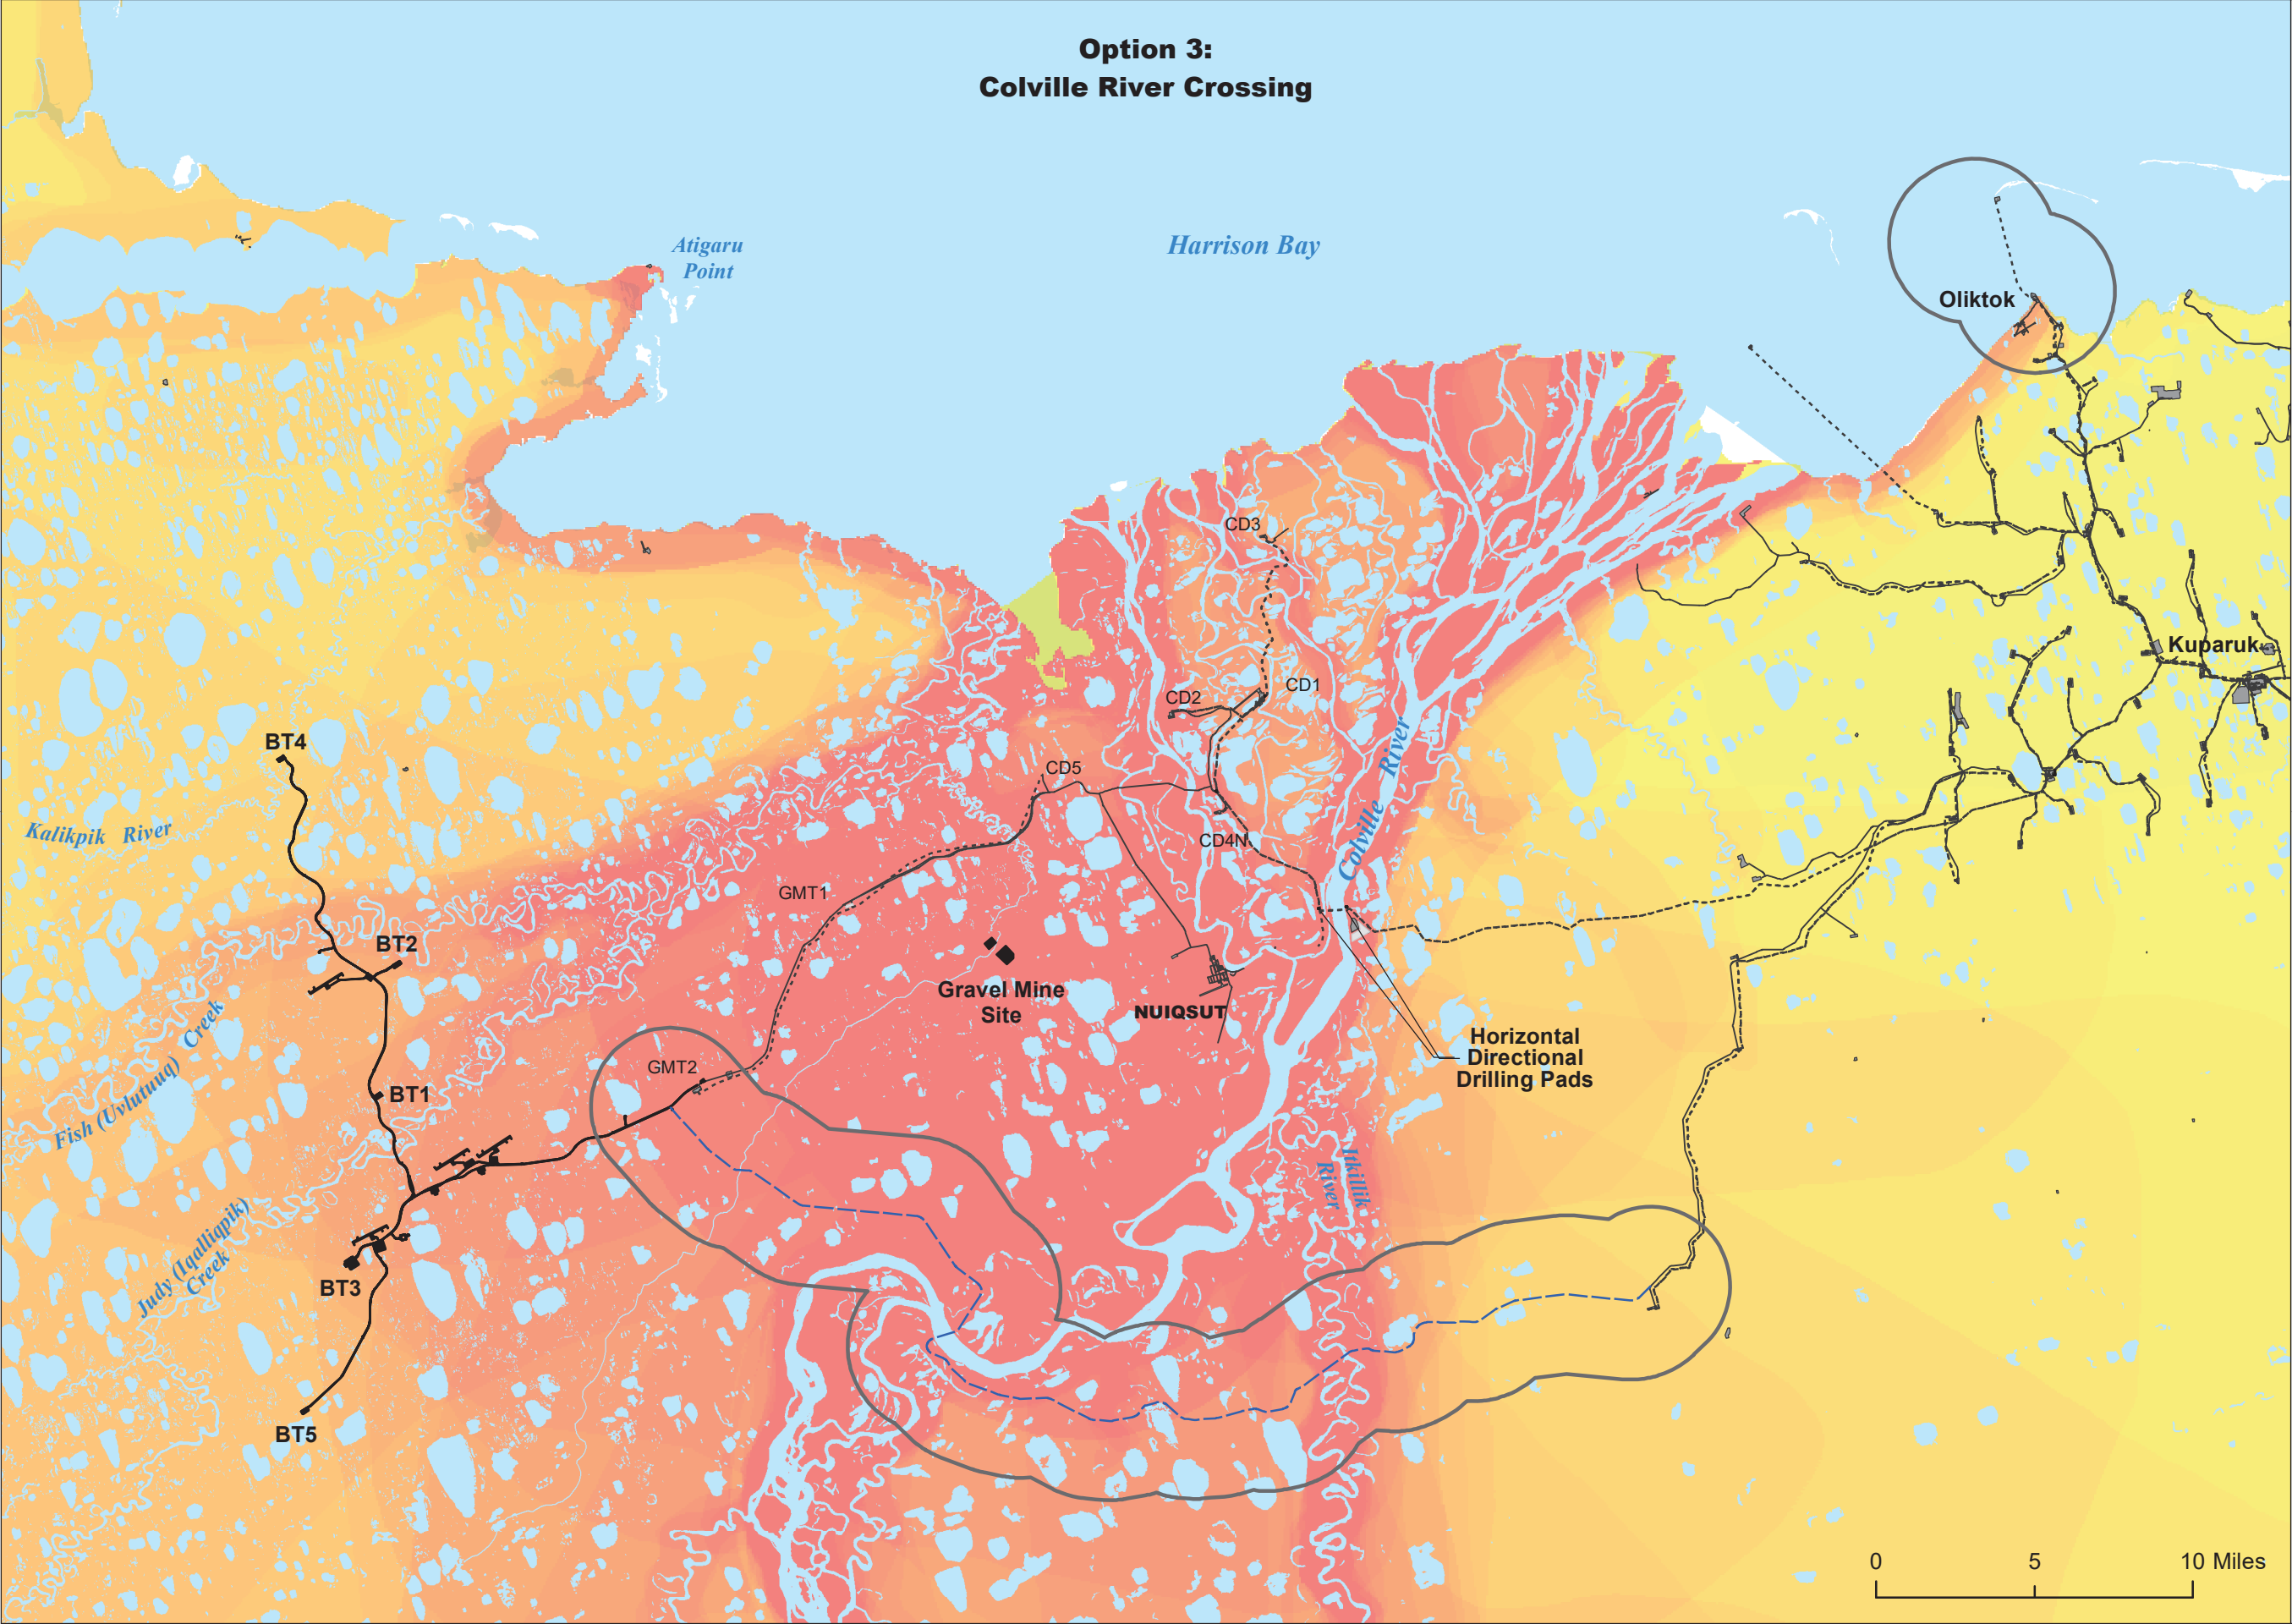 Option 3:
Colville River Crossing
Atigaru
Point
Harrison Bay
Oliktok
CD3
Kuparuk
CD1
CD2
Colville River
BT4
CD5
Kalikpik River
CD4N
GMT1
BT2
Gravel Mine
Site
NUIQSUT
Fish (Uvlutuuq) Creek
Horizontal
Directional
Drilling Pads
GMT2
BT1
Itkillik
River
Judy (Iqalliqpik)
Creek
BT3
BT5
0 5 10 Miles